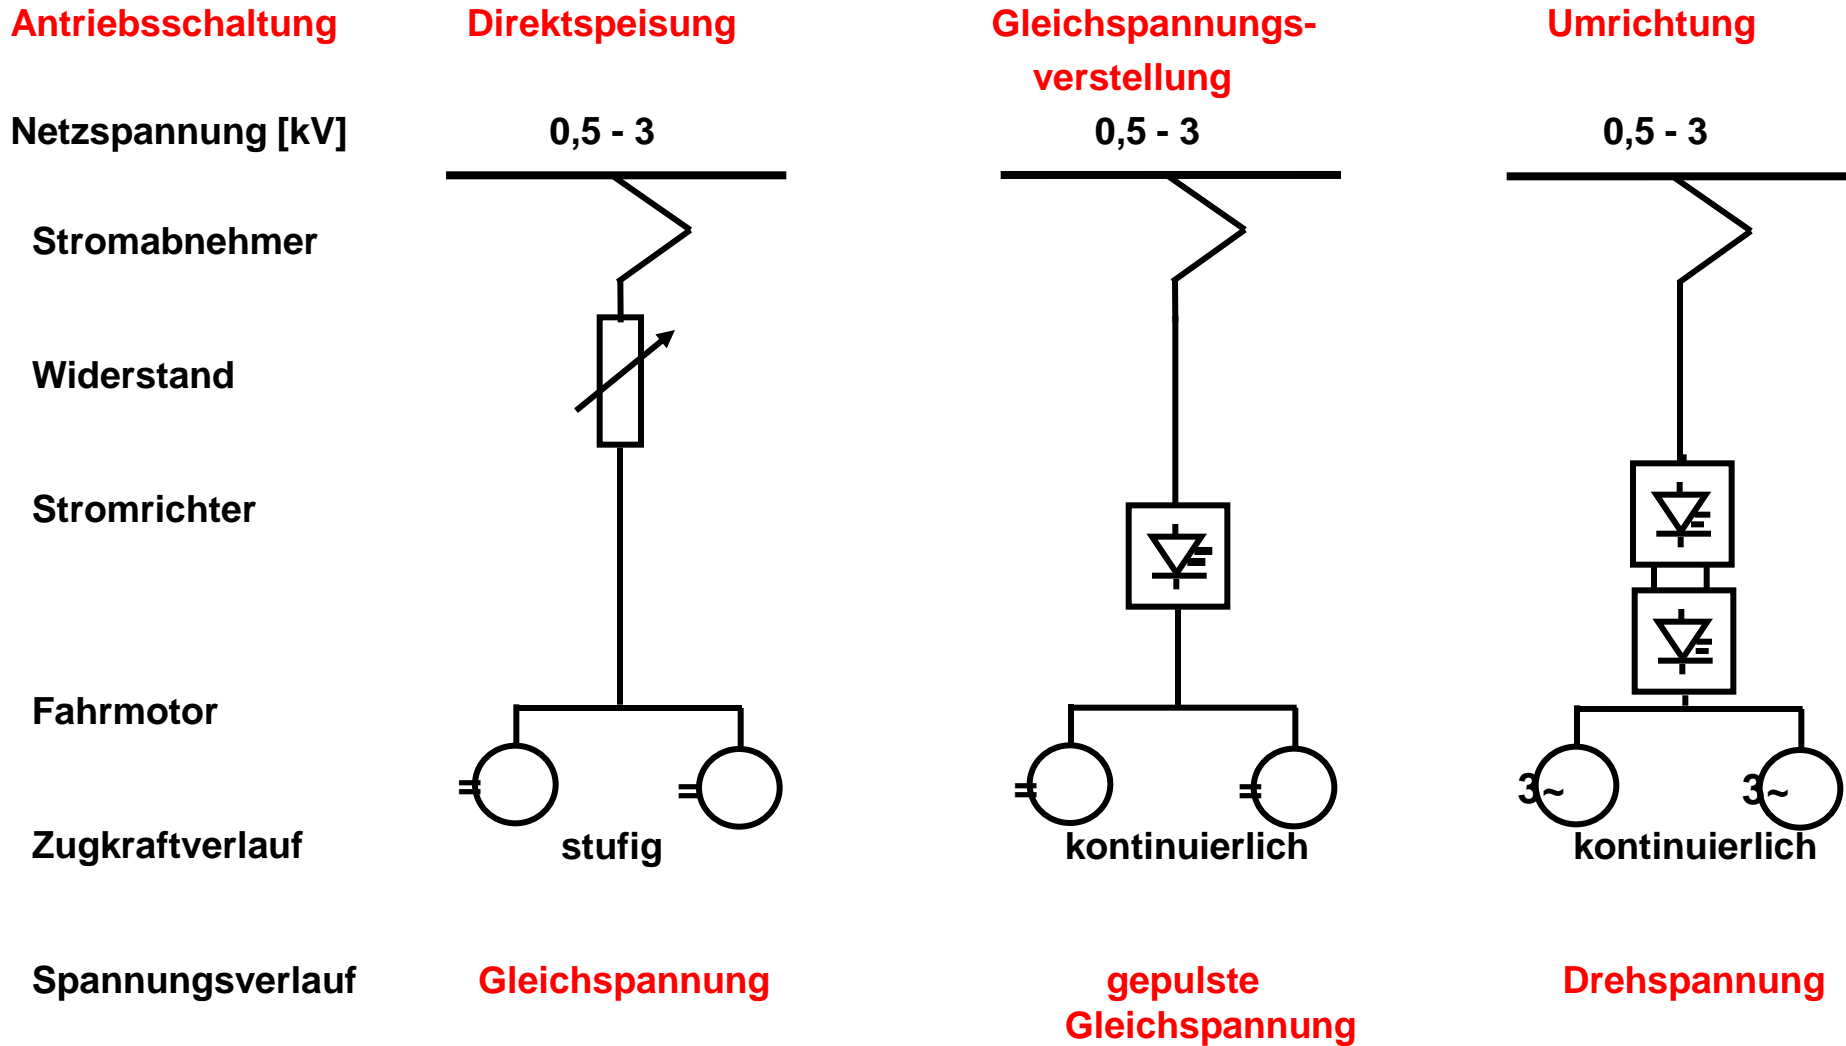 Antriebsschaltung Direktspeisung Gleichspannungs- Umrichtung
verstellung
Netzspannung [kV] 0,5 - 3 0,5 - 3 0,5 - 3
Stromabnehmer
Widerstand
Stromrichter
Fahrmotor
= = = = 3~ 3~
Zugkraftverlauf stufig kontinuierlich kontinuierlich
Spannungsverlauf Gleichspannung gepulste Drehspannung
Gleichspannung